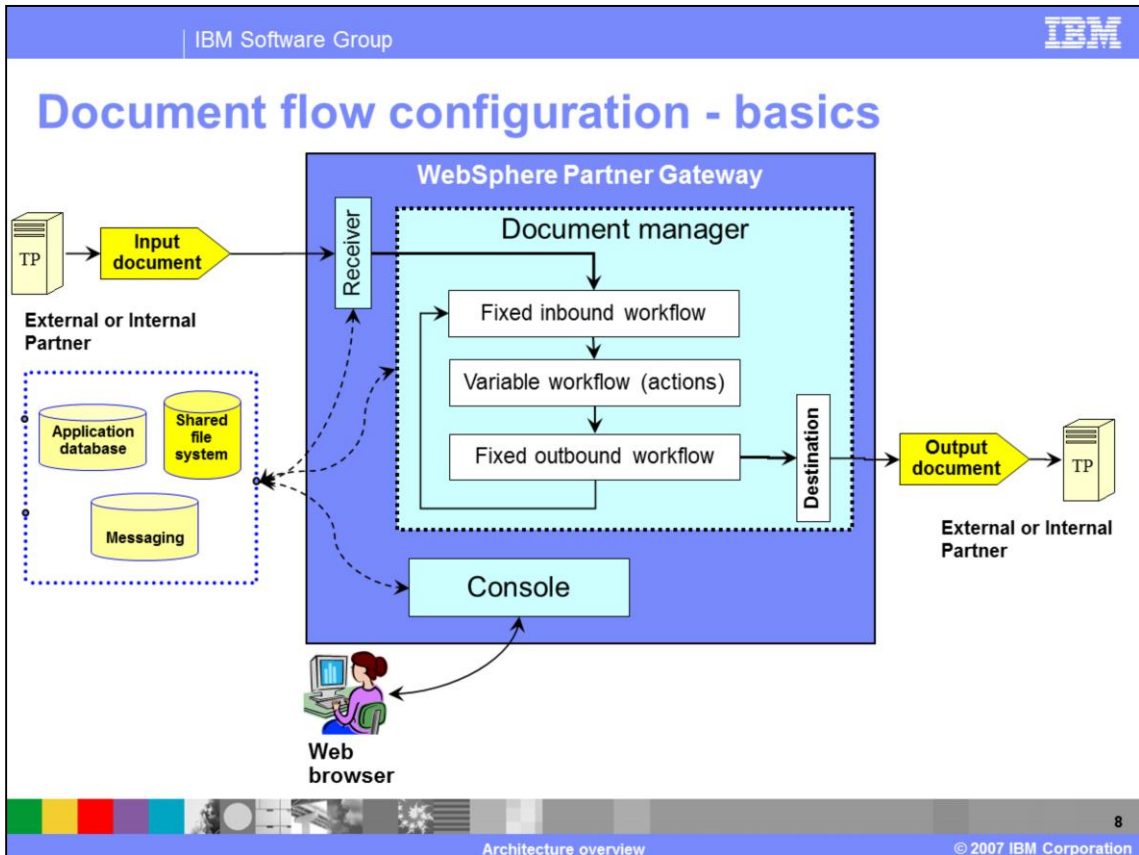 IBM Software Group
IBM
Document flow configuration - basics
WebSphere Partner Gateway
TP
Input
document
External or Internal
Partner
Receiver
Document manager
Fixed inbound workflow
Variable workflow (actions)
Fixed outbound workflow
Destination
Output
document
TP
External or Internal
Partner
Application
database
Shared
file
system
Messaging
Console
Web
browser
8
Architecture overview
© 2007 IBM Corporation